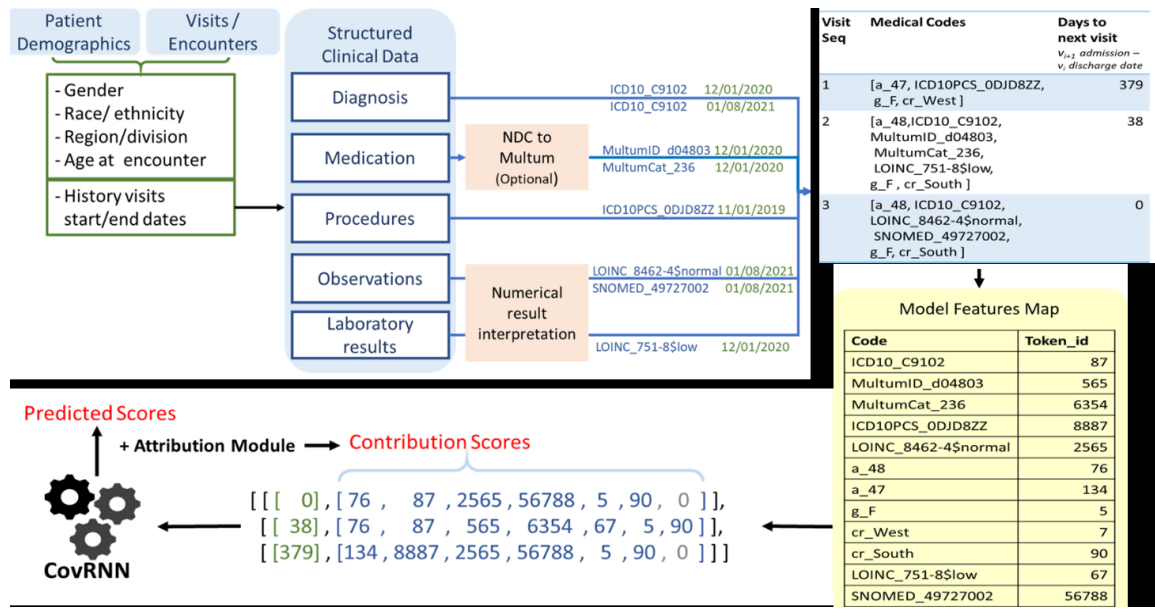 Patient
Demographics
Visits /
Encounters
- Gender
- Race/ ethnicity
- Region/division
- Age at encounter
- History visits
start/end dates
Structured
Clinical Data
Diagnosis
Medication
Procedures
Observations
Laboratory
results
NDC to
Multum
(Optional)
Numerical
result
interpretation
ICD10_C9102 12/01/2020
ICD10_C9102 01/08/2021
MultumID_d04803 12/01/2020
MultumCat_236 12/01/2020
ICD10PCS_0DJD8ZZ 11/01/2019
LOINC_8462-4$normal 01/08/2021
SNOMED_49727002 01/08/2021
LOINC_751-8$low 12/01/2020
Visit
Seq
Medical Codes
Days to
next visit
vi+1 admission –
vi discharge date
1 [a_47, ICD10PCS_0DJD8ZZ, 379
g_F, cr_West ]
2 [a_48,ICD10_C9102, 38
MultumID_d04803,
MultumCat_236,
LOINC_751-8$low,
g_F , cr_South ]
3 [a_48, ICD10_C9102, 0
LOINC_8462-4$normal,
SNOMED_49727002,
g_F, cr_South ]
Model Features Map
Code Token_id
ICD10_C9102 87
MultumID_d04803 565
MultumCat_236 6354
ICD10PCS_0DJD8ZZ 8887
LOINC_8462-4$normal 2565
a_48 76
a_47 134
g_F 5
cr_West 7
cr_South 90
LOINC_751-8$low 67
SNOMED_49727002 56788
Predicted Scores
+ Attribution Module
Contribution Scores
[ [ [ 0] , [ 76 , 87 , 2565 , 56788 , 5 , 90 , 0 ] ],
[ [ 38] , [76 , 87 , 565 , 6354 , 67 , 5 , 90] ],
[ [379] , [134 , 8887 , 2565 , 56788 , 5 , 90 , 0 ] ] ]
CovRNN